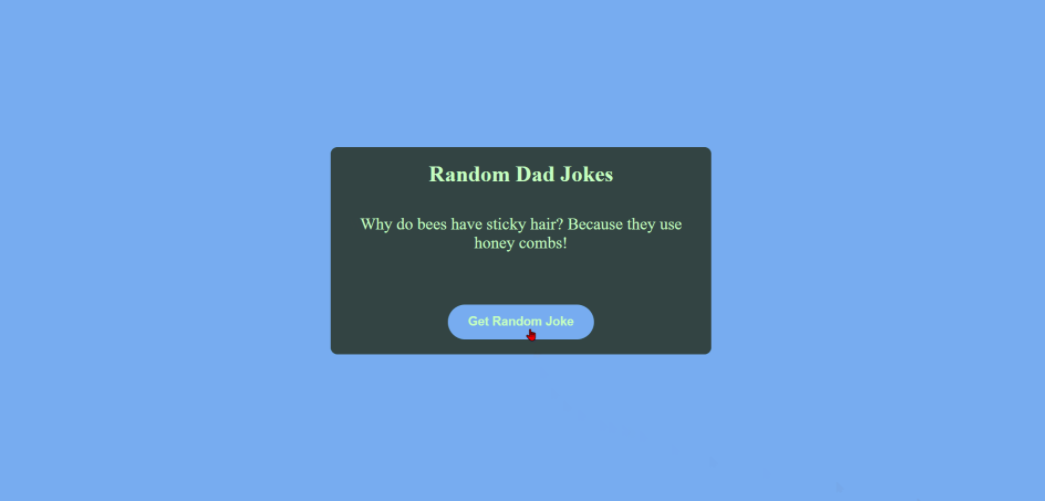 Random Dad Jokes
Why do bees have sticky hair? Because they use
honey combs!
Get Random Joke